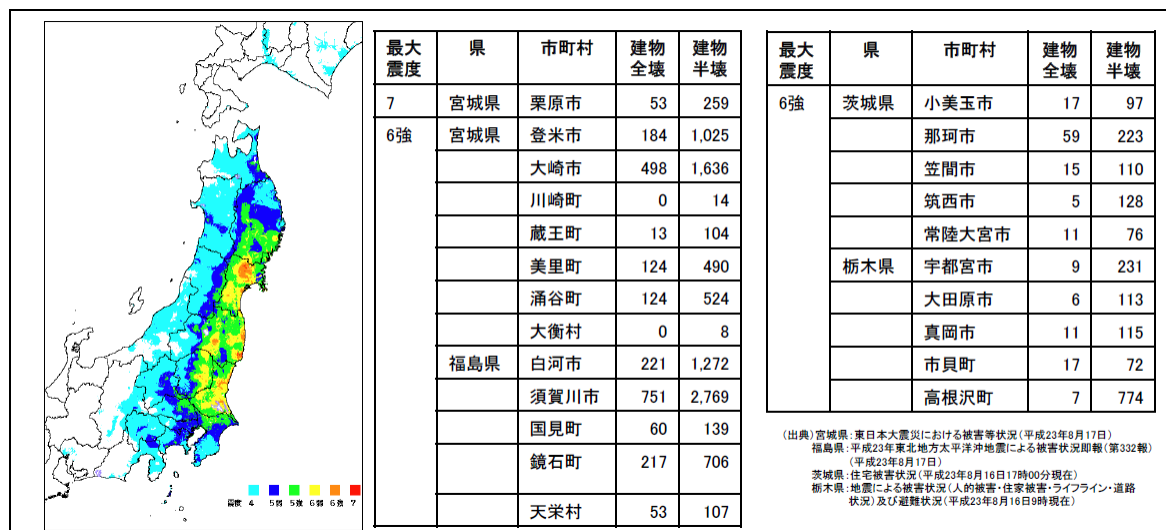 震度 4 5弱 5強 6弱 6強 7
最大震度 県 市町村 建物全壊 建物半壊
7 宮城県 栗原市 53 259
6強 宮城県 登米市 184 1,025
大崎市 498 1,636
川崎町 0 14
蔵王町 13 104
美里町 124 490
涌谷町 124 524
大衡村 0 8
福島県 白河市 221 1,272
須賀川市 751 2,769
国見町 60 139
鏡石町 217 706
天栄村 53 107
最大震度 県 市町村 建物全壊 建物半壊
6強 茨城県 小美玉市 17 97
那珂市 59 223
笠間市 15 110
筑西市 5 128
常陸大宮市 11 76
栃木県 宇都宮市 9 231
大田原市 6 113
真岡市 11 115
市貝町 17 72
高根沢町 7 774
(出典)宮城県:東日本大震災における被害等状況(平成23年8月17日)
福島県:平成23年東北地方太平洋沖地震による被害状況即報(第332報)
(平成23年8月17日)
茨城県:住宅被害状況(平成23年8月16日17時00分現在)
栃木県:地震による被害状況(人的被害・住家被害・ライフライン・道路
状況)及び避難状況(平成23年8月16日9時現在)